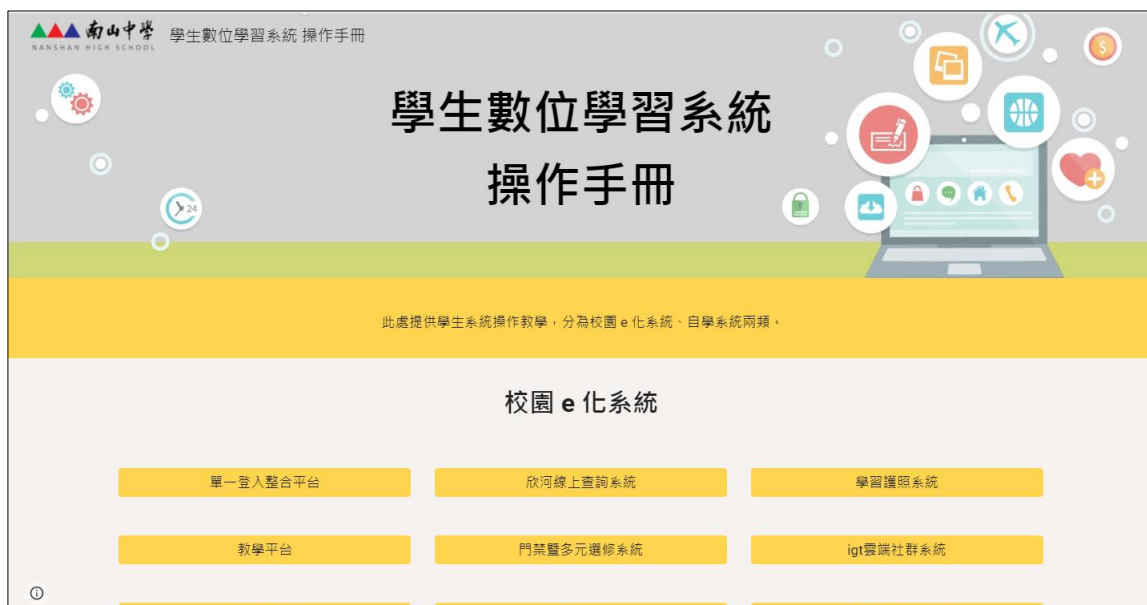 南山中學
NANSHAN HIGH SCHOOL
學生數位學習系統 操作手冊
學生數位學習系統
操作手冊
24
$
此處提供學生系統操作教學，分為校園 e 化系統、自學系統兩類。
校園 e 化系統
單一登入整合平台
欣河線上查詢系統
學習護照系統
教學平台
門禁暨多元選修系統
igt雲端社群系統